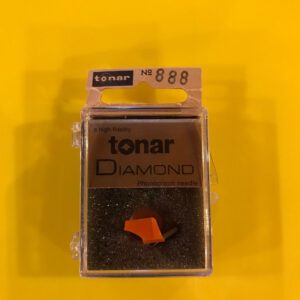 tonar
No 888
a high fidelity
tonar
DIAMOND
Phonograph needle